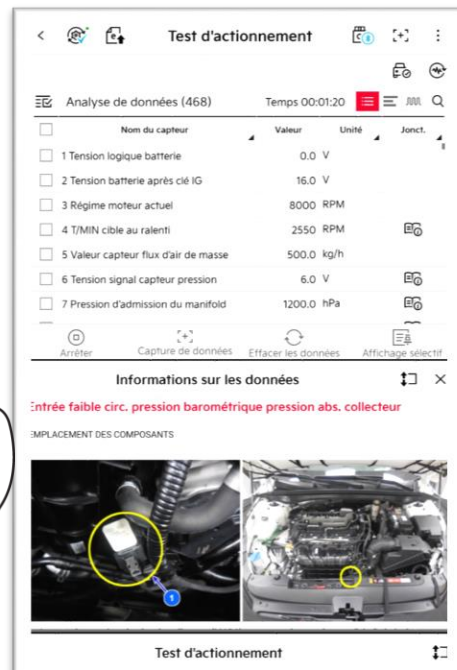 Test d'actionnement
Analyse de données (468) Temps 00:01:20
Nom du capteur Valeur Unité Jonct.
1 Tension logique batterie 0.0 V
2 Tension batterie après clé IG 16.0 V
3 Régime moteur actuel 8000 RPM
4 T/MIN cible au ralenti 2550 RPM
5 Valeur capteur flux d'air de masse 500.0 kg/h
6 Tension signal capteur pression 6.0 V
7 Pression d'admission du manifold 1200.0 hPa
Arrêter Capture de données Effacer les données Affichage sélectif
Informations sur les données
Entrée faible circ. pression barométrique pression abs. collecteur
EMPLACEMENT DES COMPOSANTS
1
Test d'actionnement